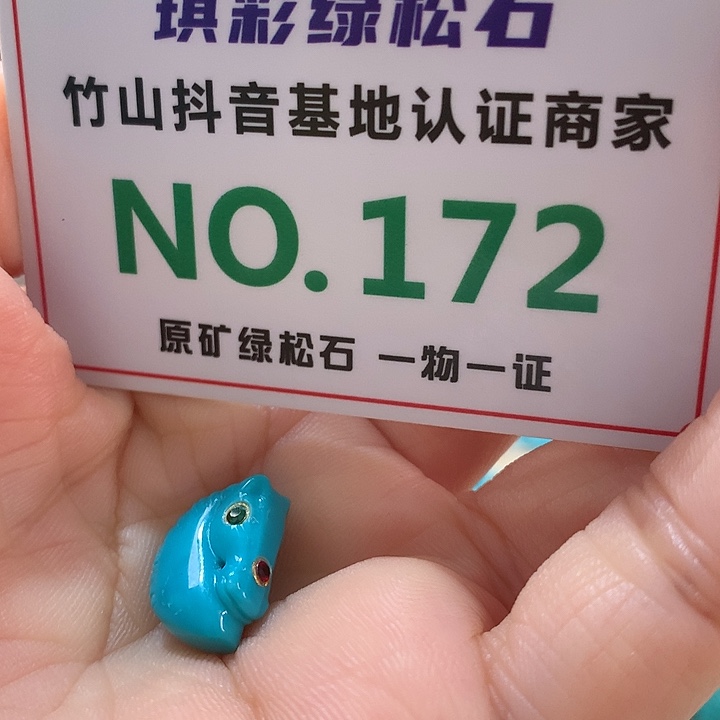 琪彩绿松石
竹山抖音基地认证商家
NO.172
原矿绿松石 一物一证